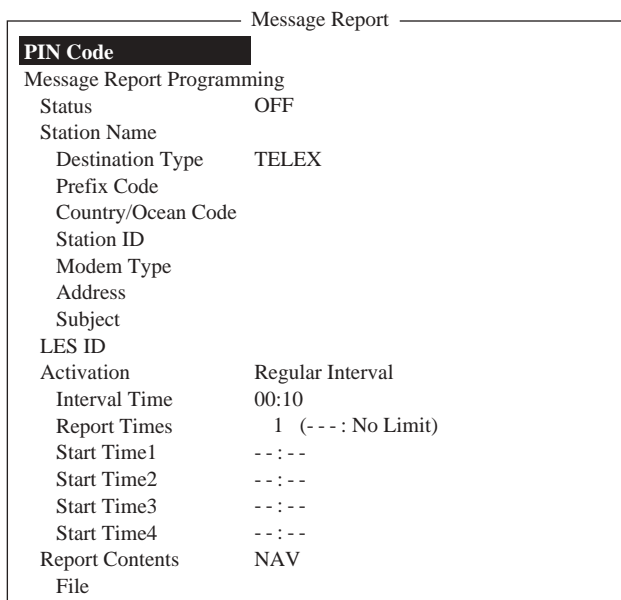 Message Report
PIN Code
Message Report Programming
Status OFF
Station Name
Destination Type TELEX
Prefix Code
Country/Ocean Code
Station ID
Modem Type
Address
Subject
LES ID
Activation Regular Interval
Interval Time 00:10
Report Times 1 (- - - : No Limit)
Start Time1 - - : - -
Start Time2 - - : - -
Start Time3 - - : - -
Start Time4 - - : - -
Report Contents NAV
File